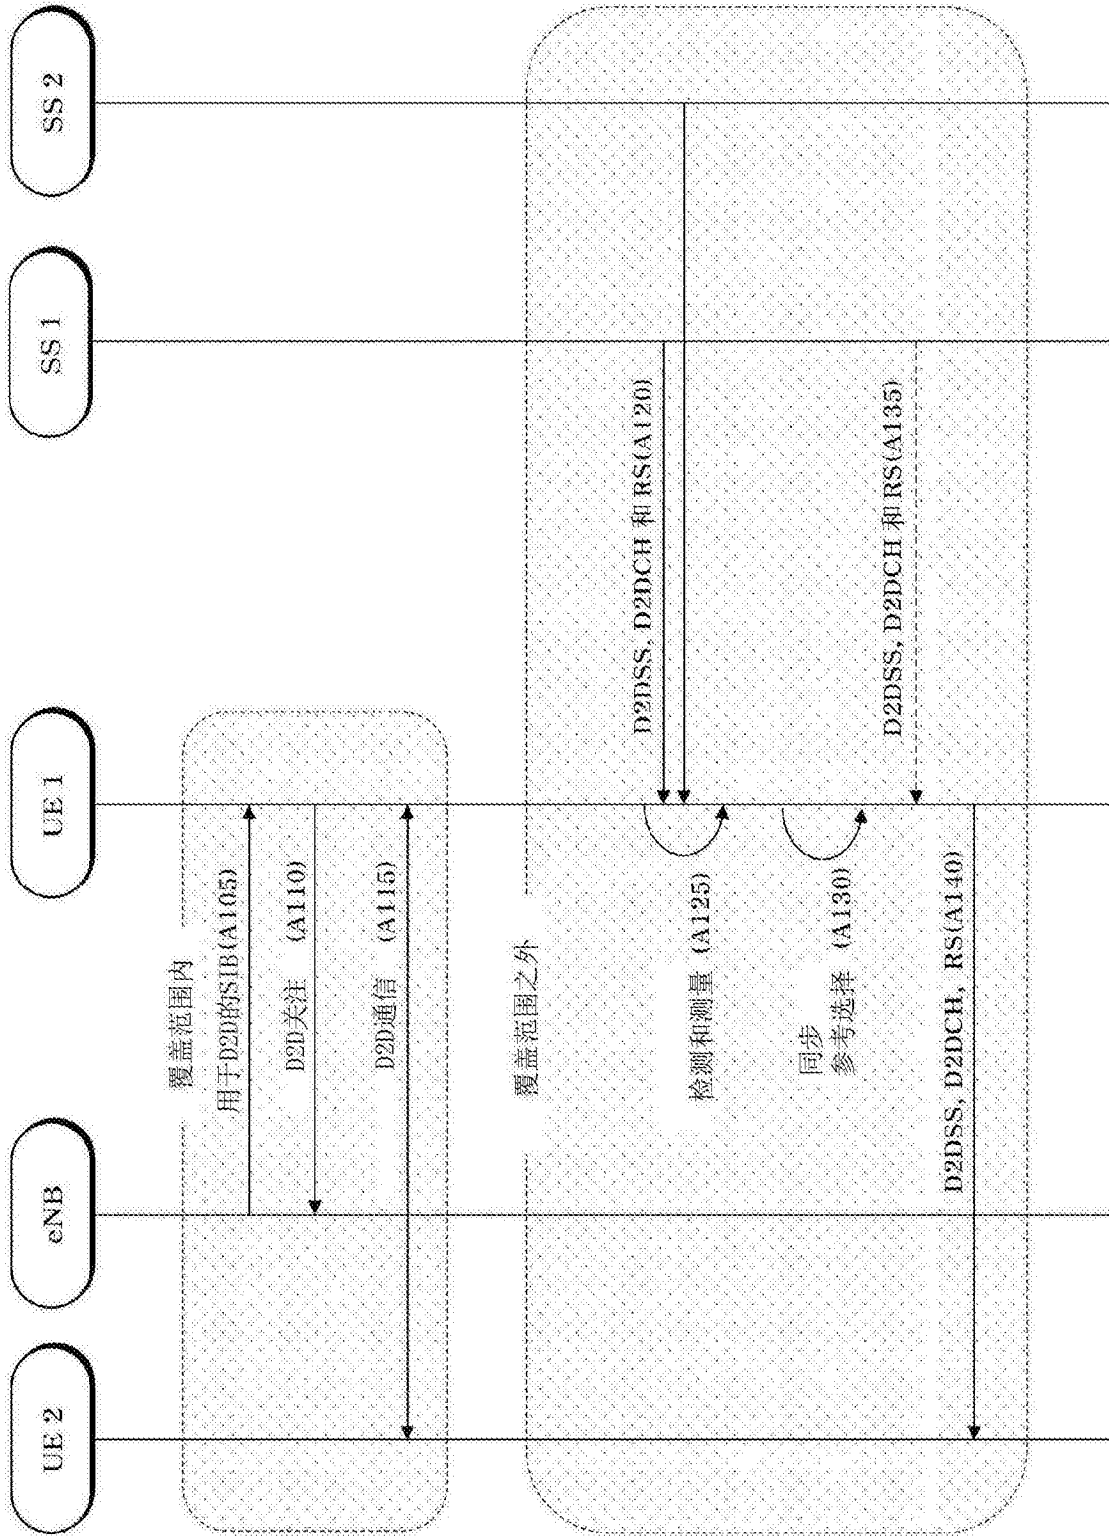 UE 2
eNB
UE 1
SS 1
SS 2
覆盖范围内
用于D2D的SIB(A105)
D2D关注 (A110)
D2D通信 (A115)
覆盖范围之外
D2DSS, D2DCH 和 RS(A120)
检测和测量 (A125)
同步
参考选择 (A130)
D2DSS, D2DCH 和 RS(A135)
D2DSS, D2DCH, RS(A140)